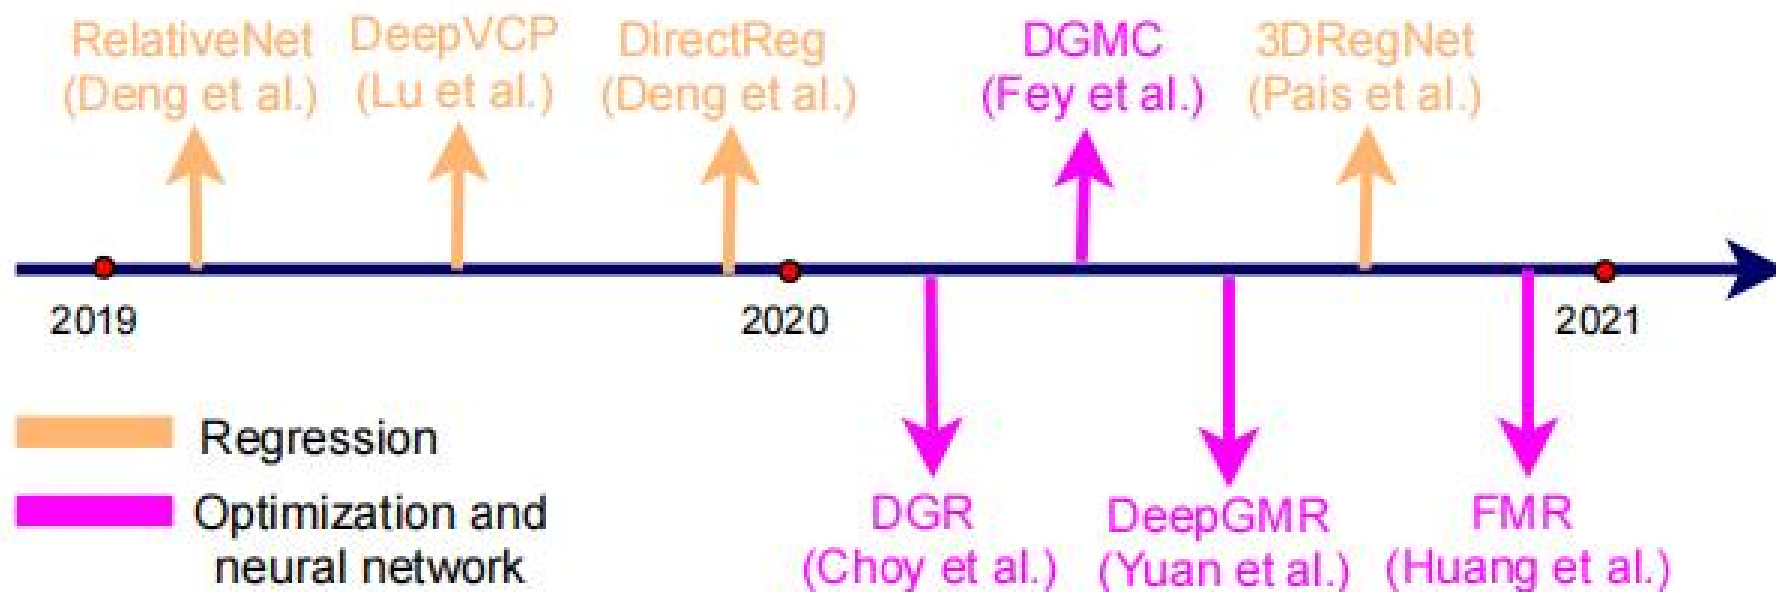 RelativeNet
(Deng et al.)
DeepVCP
(Lu et al.)
DirectReg
(Deng et al.)
DGMC
(Fey et al.)
3DRegNet
(Pais et al.)
2019
2020
2021
Regression
Optimization and
neural network
DGR
(Choy et al.)
DeepGMR
(Yuan et al.)
FMR
(Huang et al.)